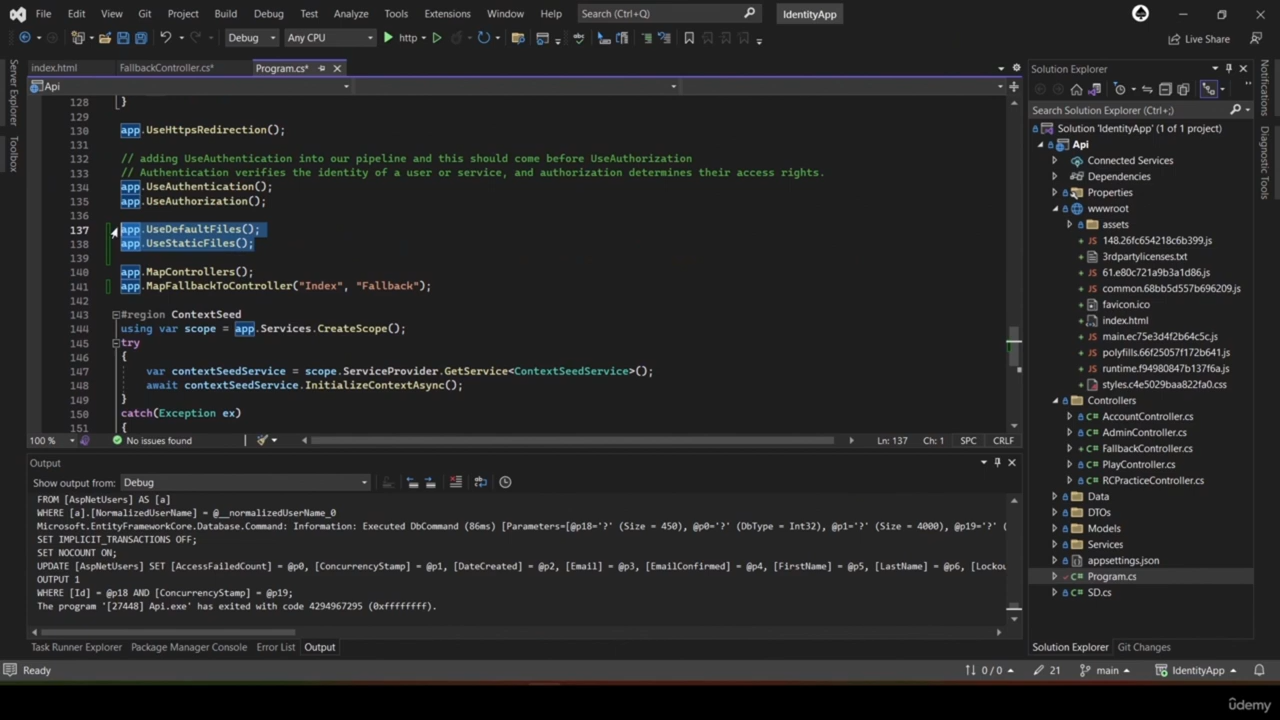 File Edit View Git Project Build Debug Test Analyze Tools Extensions Window Help Search (Ctrl+Q) IdentityApp
Debug Any CPU http Live Share
index.html FallbackController.cs* Program.cs*
Api
Server Explorer
Toolbox
128 }
129
130 app.UseHttpsRedirection();
131
132 // adding UseAuthentication into our pipeline and this should come before UseAuthorization
133 // Authentication verifies the identity of a user or service, and authorization determines their access rights.
134 app.UseAuthentication();
135 app.UseAuthorization();
136
137 app.UseDefaultFiles();
138 app.UseStaticFiles();
139
140 app.MapControllers();
141 app.MapFallbackToController("Index", "Fallback");
142
143 #region ContextSeed
144 using var scope = app.Services.CreateScope();
145 try
146 {
147 var contextSeedService = scope.ServiceProvider.GetService<ContextSeedService>();
148 await contextSeedService.InitializeContextAsync();
149 }
150 catch(Exception ex)
151 {
100 % No issues found Ln: 137 Ch: 1 SPC CRLF
Output
Show output from: Debug
FROM [AspNetUsers] AS [a]
WHERE [a].[NormalizedUserName] = @__normalizedUserName_0
Microsoft.EntityFrameworkCore.Database.Command: Information: Executed DbCommand (86ms) [Parameters=[@p18='?' (Size = 450), @p0='?' (DbType = Int32), @p1='?' (Size = 4000), @p19='?' (
SET IMPLICIT_TRANSACTIONS OFF;
SET NOCOUNT ON;
UPDATE [AspNetUsers] SET [AccessFailedCount] = @p0, [ConcurrencyStamp] = @p1, [DateCreated] = @p2, [Email] = @p3, [EmailConfirmed] = @p4, [FirstName] = @p5, [LastName] = @p6, [Lockou
OUTPUT 1
WHERE [Id] = @p18 AND [ConcurrencyStamp] = @p19;
The program '[27448] Api.exe' has exited with code 4294967295 (0xffffffff).
Task Runner Explorer Package Manager Console Error List Output
Solution Explorer
Search Solution Explorer (Ctrl+;)
Solution 'IdentityApp' (1 of 1 project)
Api
Connected Services
Dependencies
Properties
wwwroot
assets
148.26fc654218c6b399.js
3rdpartylicenses.txt
61.e80c721a9b3a1d86.js
common.68bb5d557b696209.js
favicon.ico
index.html
main.ec75e3d4f2b64c5c.js
polyfills.66f25057f172b641.js
runtime.f94980847b137f6a.js
styles.c4e5029baa822fa0.css
Controllers
AccountController.cs
AdminController.cs
FallbackController.cs
PlayController.cs
RCPracticeController.cs
Data
DTOs
Models
Services
appsettings.json
Program.cs
SD.cs
Solution Explorer Git Changes
Notifications
Diagnostic Tools
Ready 0 / 0 21 main IdentityApp
ûdemy